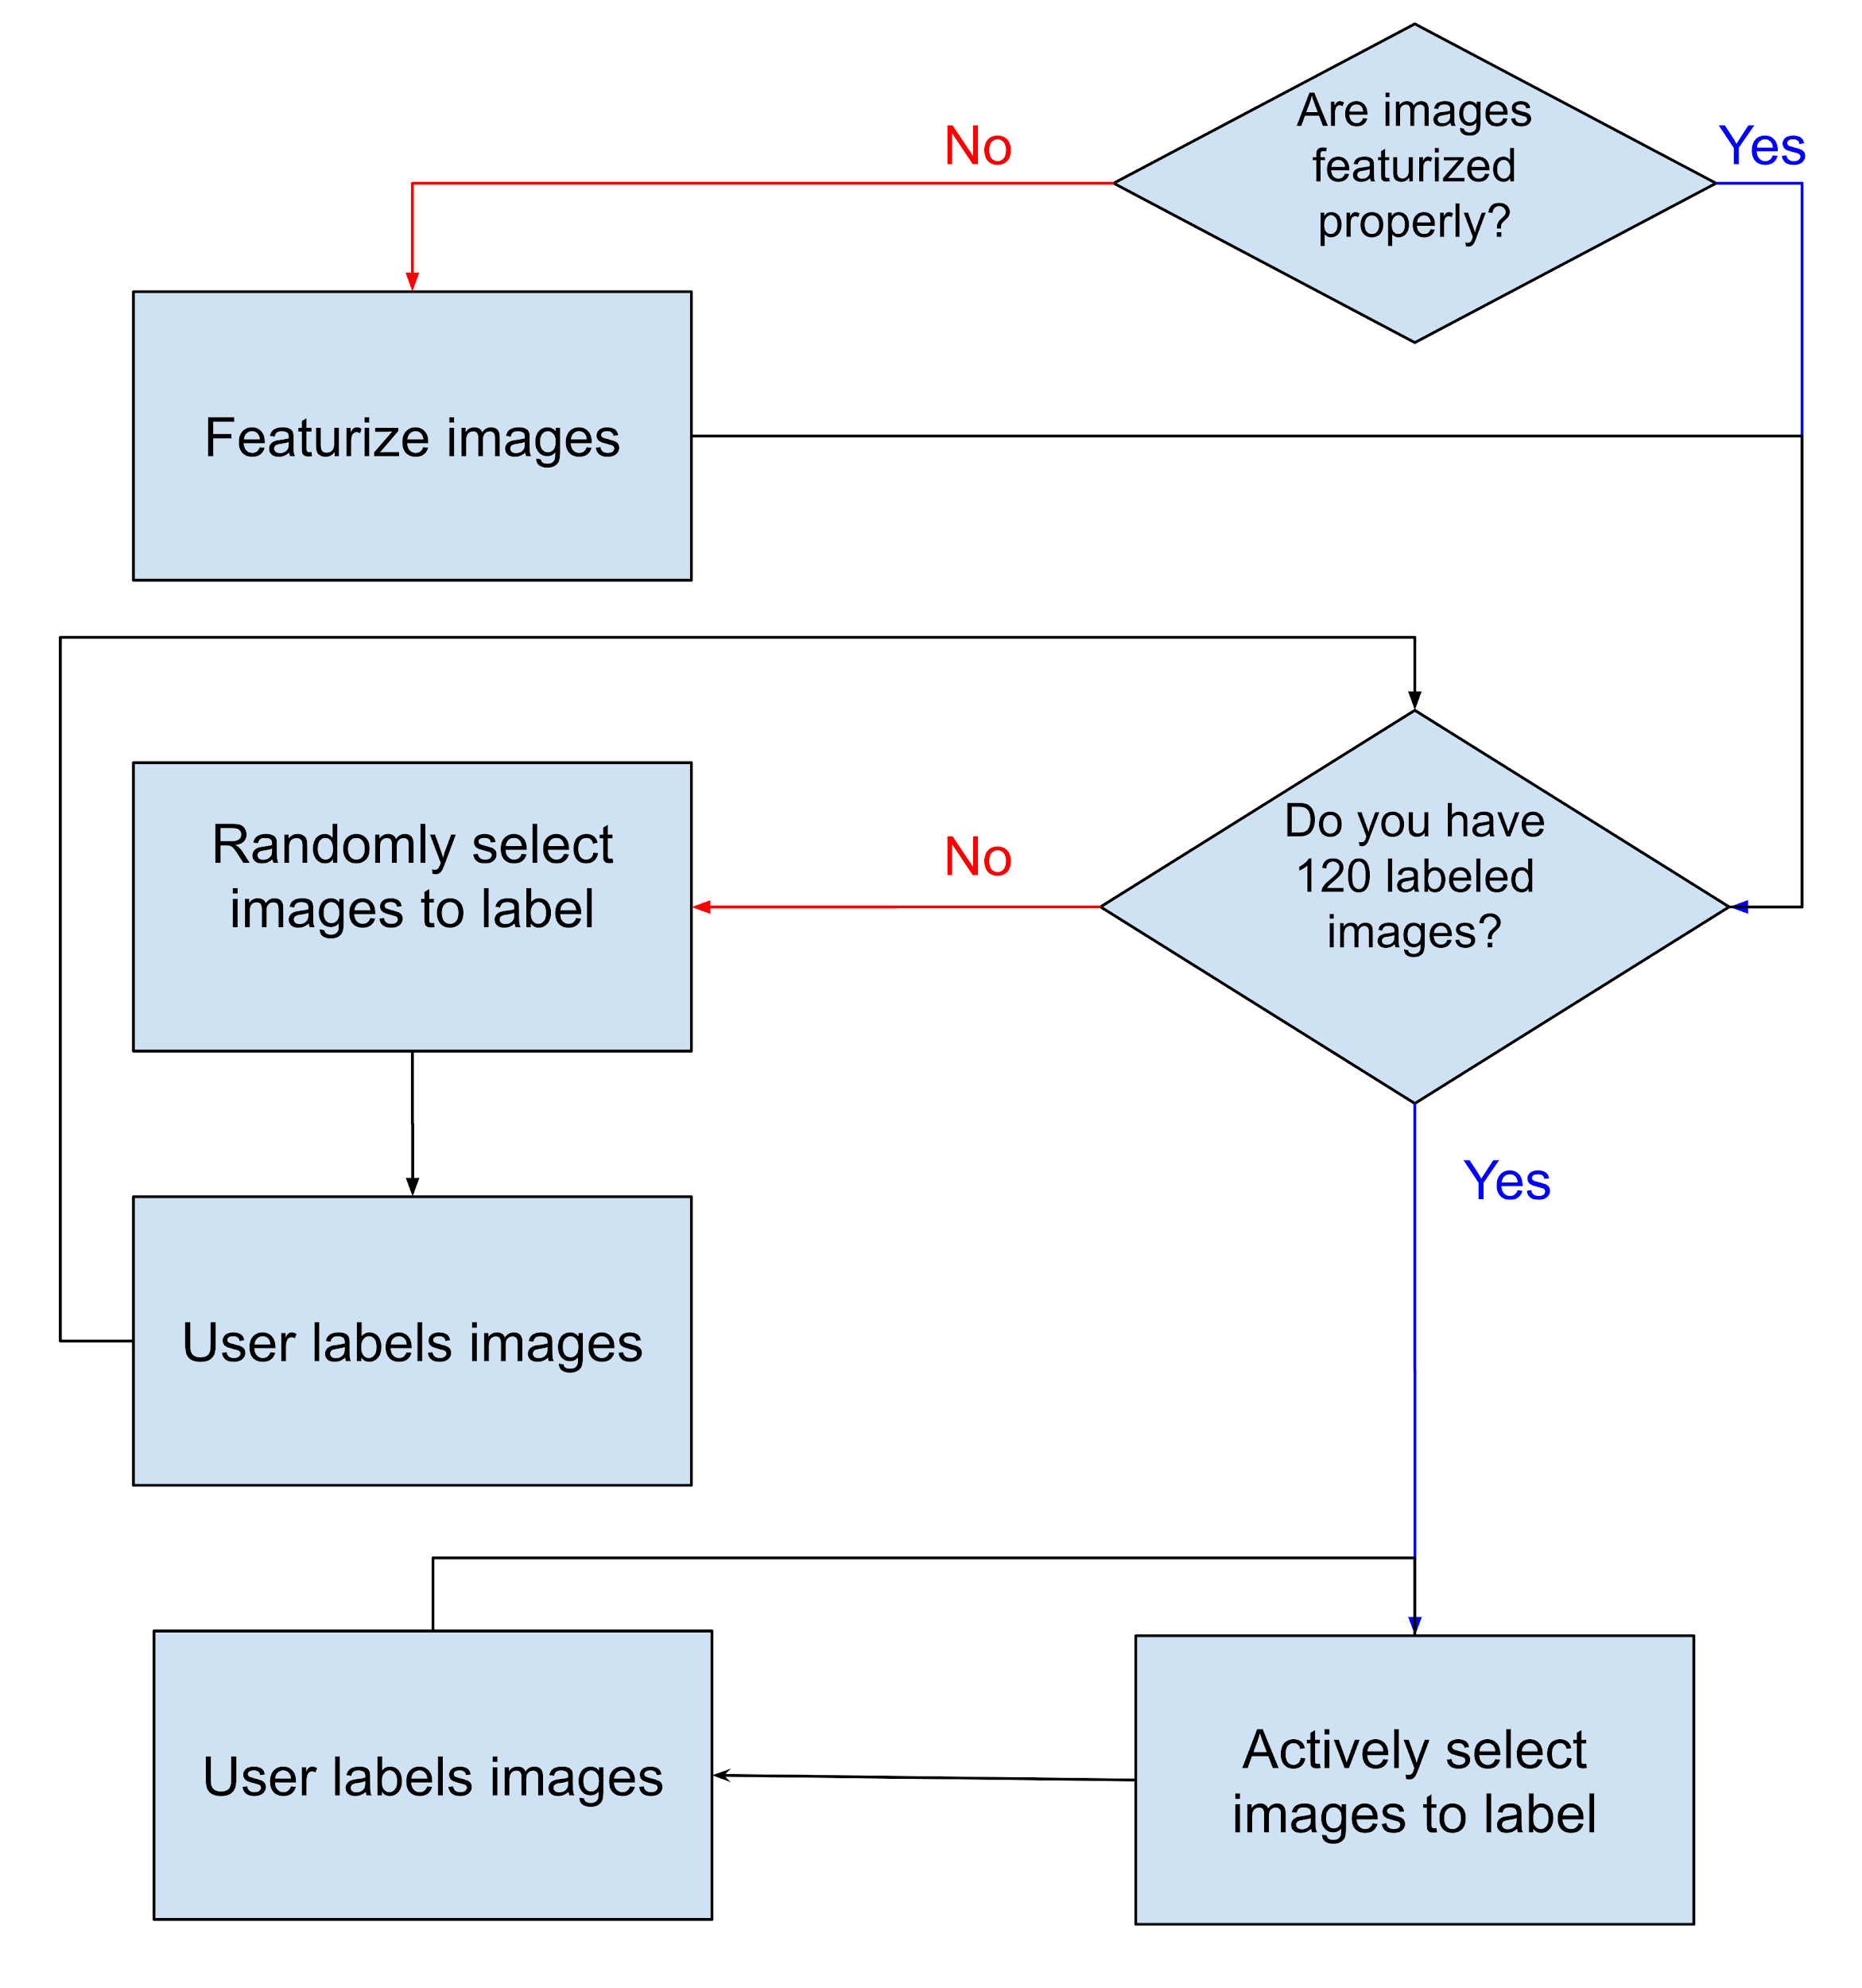 Are images
featurized
properly?
No
Yes
Featurize images
Do you have
120 labeled
images?
No
Randomly select
images to label
Yes
User labels images
Actively select
images to label
User labels images